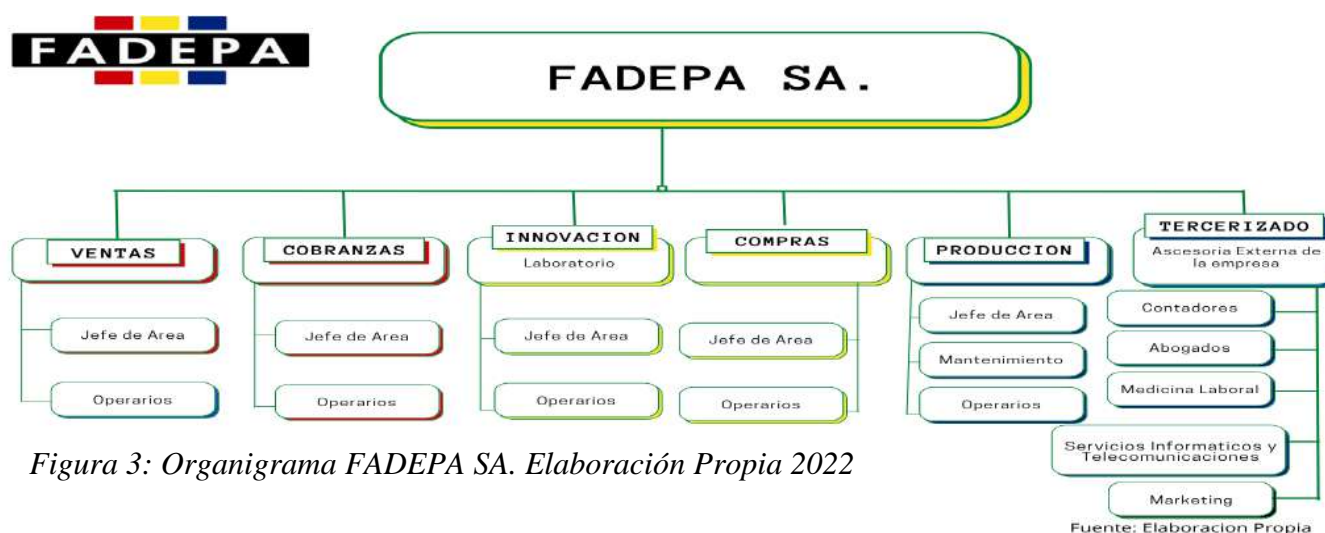 FADEPA
FADEPA SA.
VENTAS
Jefe de Area
Operarios
COBRANZAS
Jefe de Area
Operarios
INNOVACION
Laboratorio
Jefe de Area
Operarios
COMPRAS
Jefe de Area
Operarios
PRODUCCION
Jefe de Area
Mantenimiento
Operarios
TERCERIZADO
Ascesoria Externa de
la empresa
Contadores
Abogados
Medicina Laboral
Servicios Informaticos y
Telecomunicaciones
Marketing
Figura 3: Organigrama FADEPA SA. Elaboración Propia 2022
Fuente: Elaboracion Propia